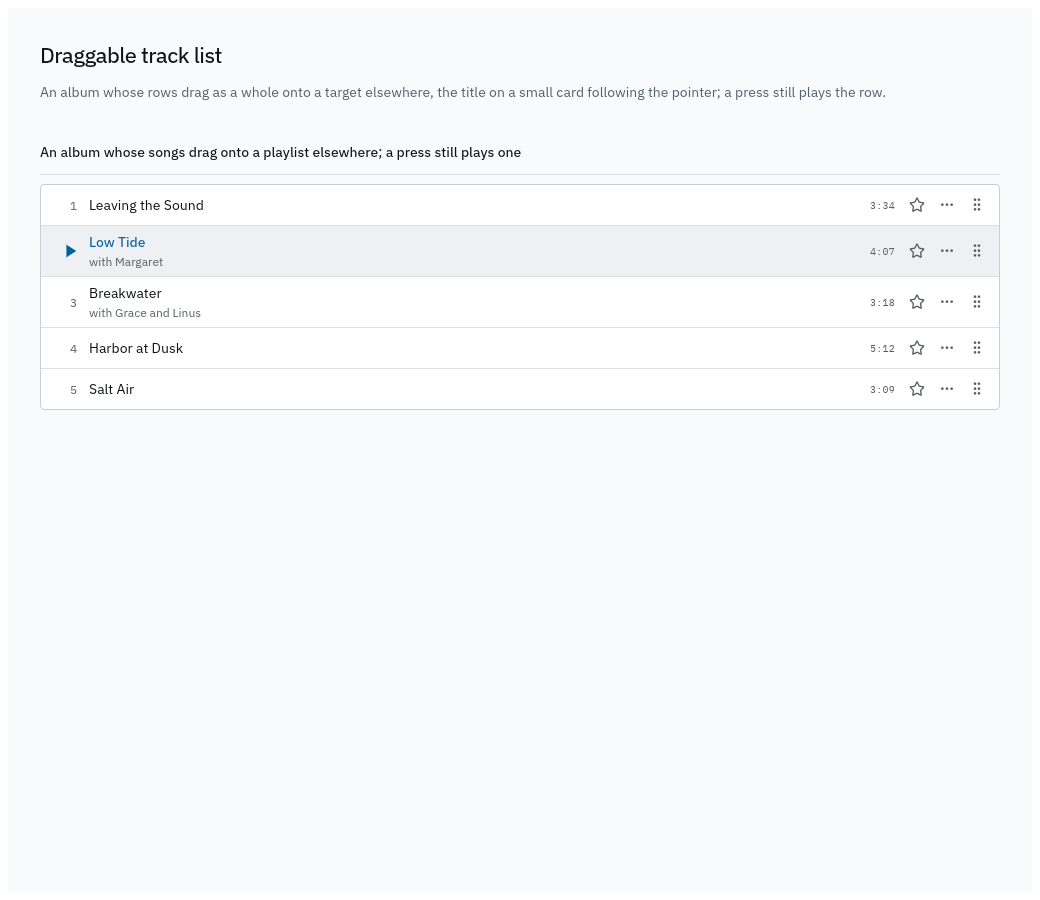 Draggable track list
An album whose rows drag as a whole onto a target elsewhere, the title on a small card following the pointer; a press still plays the row.
An album whose songs drag onto a playlist elsewhere; a press still plays one
1 Leaving the Sound 3:34
Low Tide 4:07
with Margaret
3 Breakwater 3:18
with Grace and Linus
4 Harbor at Dusk 5:12
5 Salt Air 3:09